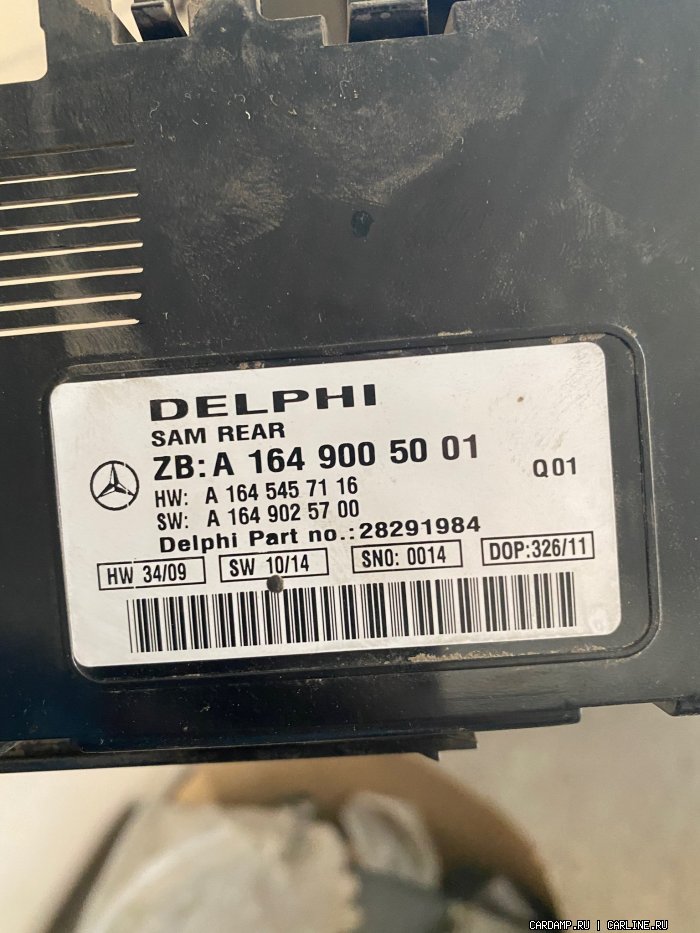 DELPHI
SAM REAR
ZB: A 164 900 50 01
Q01
HW: A 164 545 71 16
SW: A 164 902 57 00
Delphi Part no.:28291984
HW 34/09
SW 10/14
SNO: 0014
DOP:326/11
CARDAMP.RU | CARLINE.RU